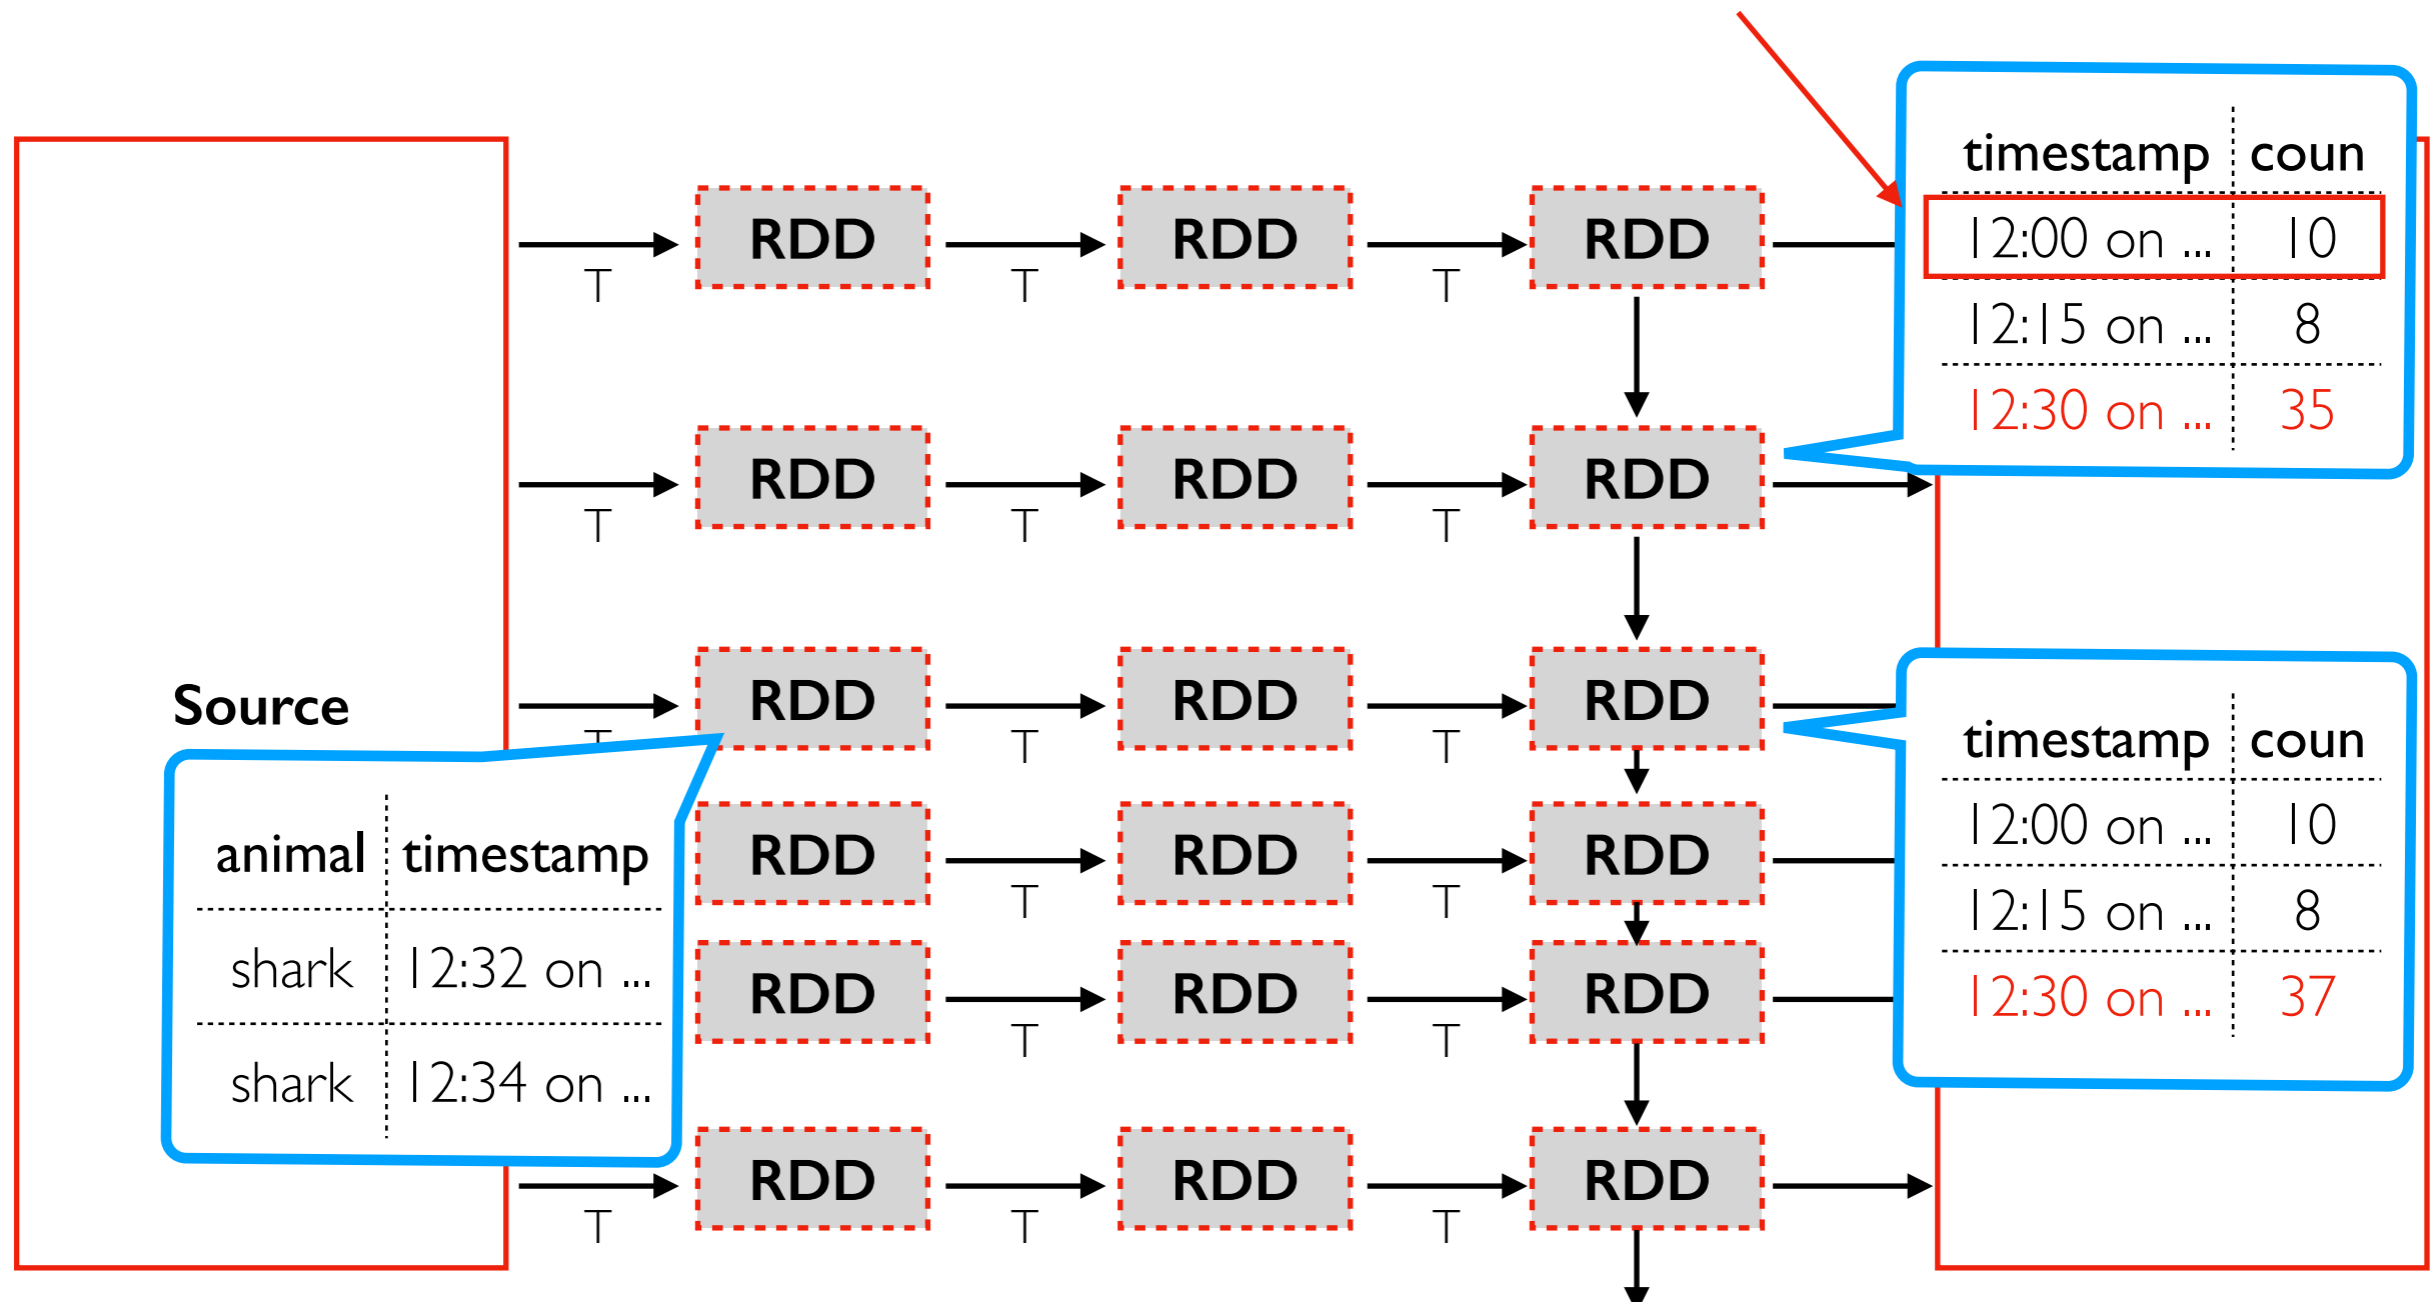 timestamp coun
12:00 on ... 10
12:15 on ... 8
12:30 on ... 35
RDD RDD RDD
T T T
RDD RDD RDD
T T T
Source
RDD RDD RDD
T T T
timestamp coun
12:00 on ... 10
12:15 on ... 8
12:30 on ... 37
animal timestamp
shark 12:32 on ...
shark 12:34 on ...
RDD RDD RDD
T T
RDD RDD RDD
T T
RDD RDD RDD
T T T